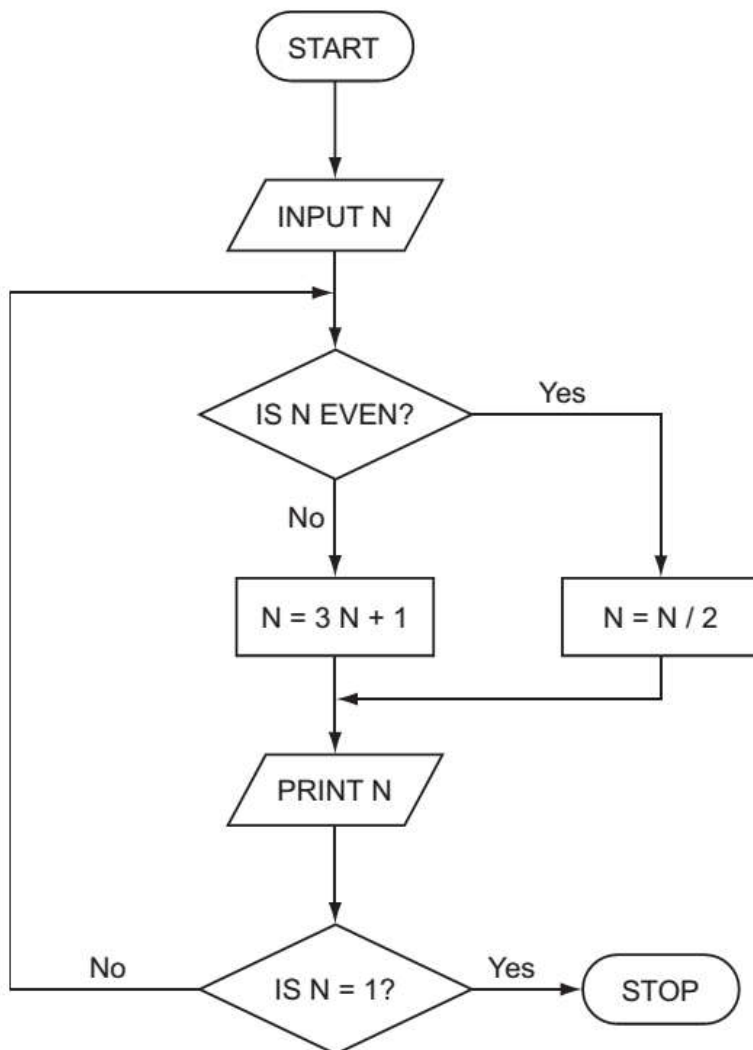 START
INPUT N
IS N EVEN?
Yes
No
N = 3 N + 1
N = N / 2
PRINT N
No
IS N = 1?
Yes
STOP